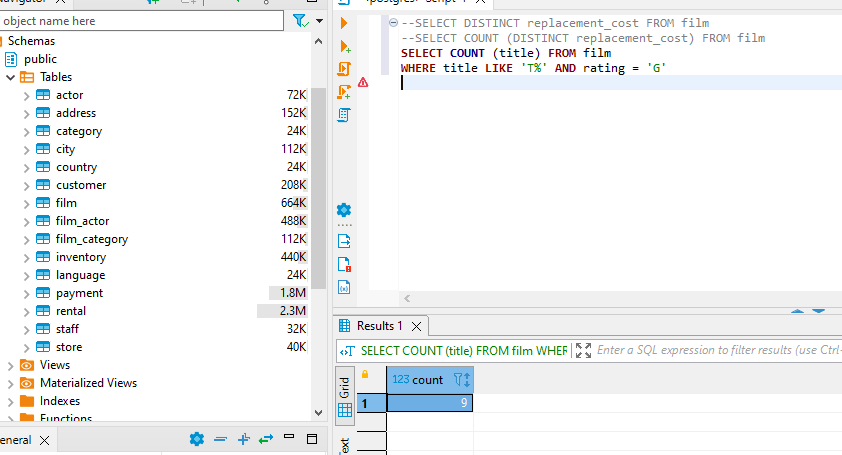 <postgres> Script
object name here
Schemas
public
Tables
actor 72K
address 152K
category 24K
city 112K
country 24K
customer 208K
film 664K
film_actor 488K
film_category 112K
inventory 440K
language 24K
payment 1.8M
rental 2.3M
staff 32K
store 40K
Views
Materialized Views
Indexes
Functions
eneral
--SELECT DISTINCT replacement_cost FROM film
--SELECT COUNT (DISTINCT replacement_cost) FROM film
SELECT COUNT (title) FROM film
WHERE title LIKE 'T%' AND rating = 'G'
Results 1
SELECT COUNT (title) FROM film WHER
Enter a SQL expression to filter results (use Ctrl-
Grid
123 count
1 9